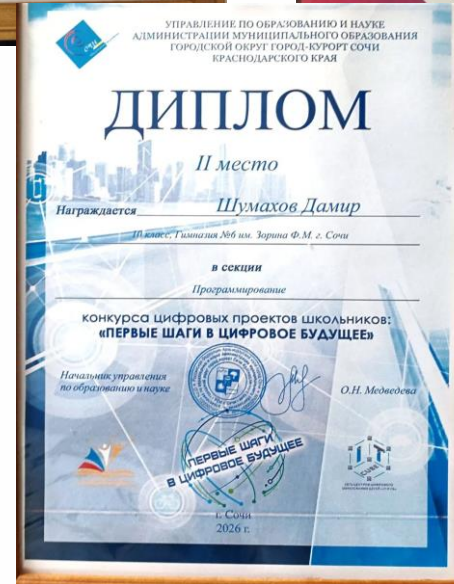 УПРАВЛЕНИЕ ПО ОБРАЗОВАНИЮ И НАУКЕ
АДМИНИСТРАЦИИ МУНИЦИПАЛЬНОГО ОБРАЗОВАНИЯ
ГОРОДСКОЙ ОКРУГ ГОРОД-КУРОРТ СОЧИ
КРАСНОДАРСКОГО КРАЯ
ДИПЛОМ
II место
Награждается Шумахов Дамир
10 класс, Гимназия №6 им. Зорина Ф.М. г. Сочи
в секции
Программирование
конкурса цифровых проектов школьников:
«ПЕРВЫЕ ШАГИ В ЦИФРОВОЕ БУДУЩЕЕ»
Начальник управления
по образованию и науке
О.Н. Медведева
ПЕРВЫЕ ШАГИ
В ЦИФРОВОЕ БУДУЩЕЕ
IT
CUBE
г. Сочи
2026 г.